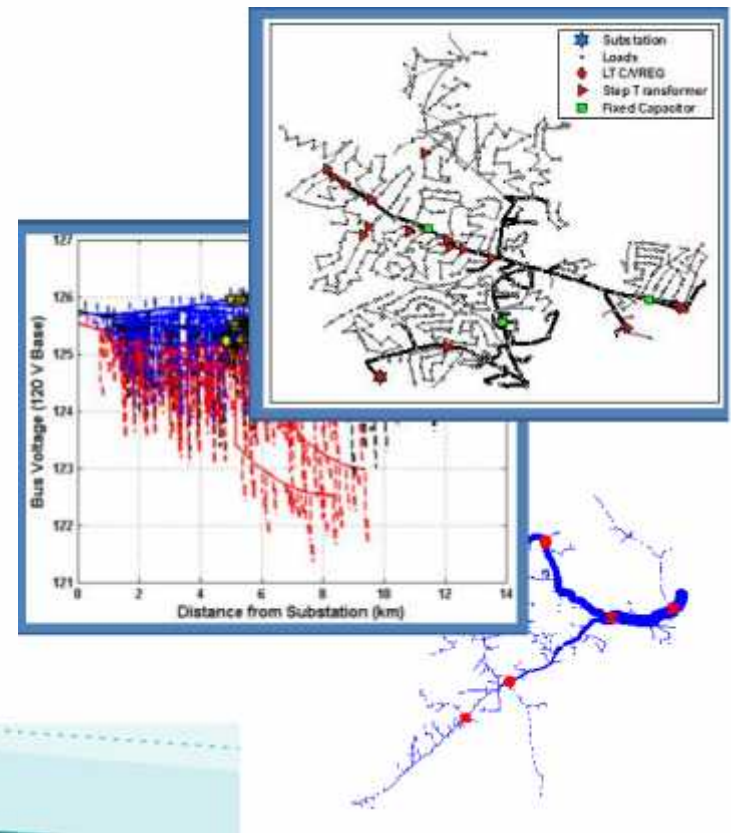 Substation
Loads
LTC/VREG
Step Transformer
Fixed Capacitor
127
126
125
124
123
122
121
Bus Voltage (120 V Base)
0 2 4 6 8 10 12 14
Distance from Substation (km)